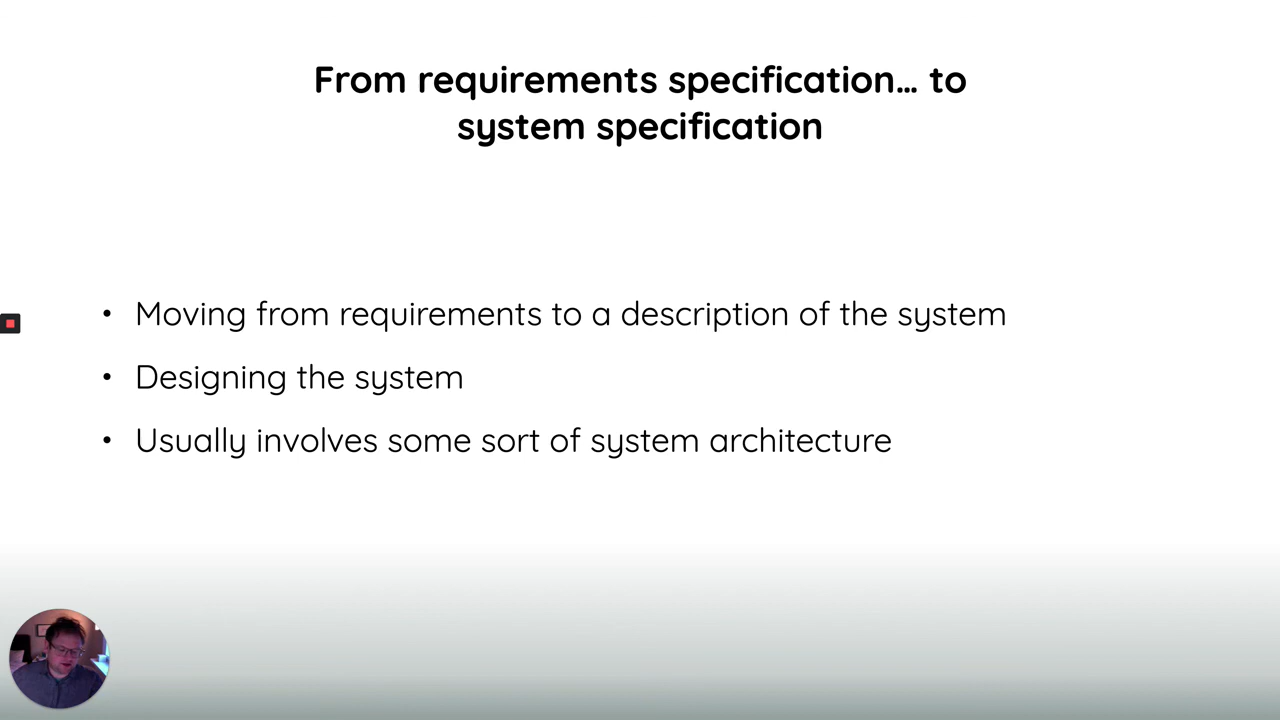 From requirements specification... to
system specification
• Moving from requirements to a description of the system
• Designing the system
• Usually involves some sort of system architecture